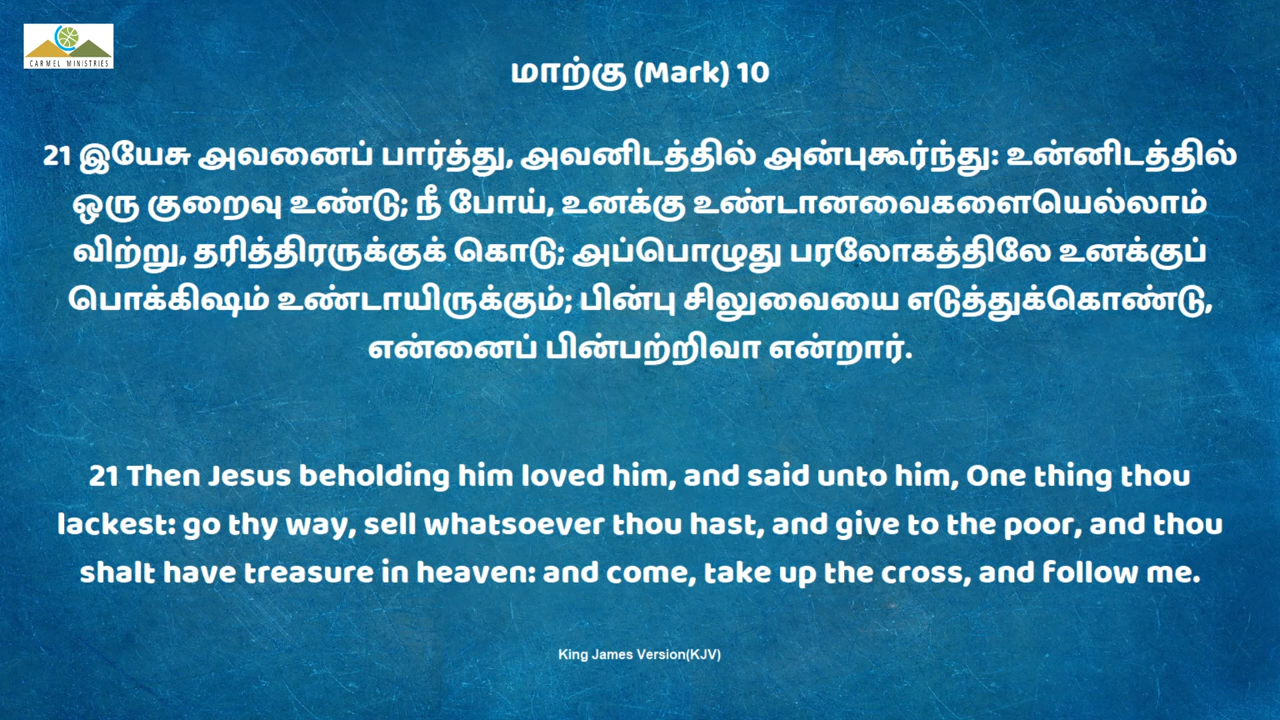 CARMEL MINISTRIES
மாற்கு (Mark) 10
21 இயேசு அவனைப் பார்த்து, அவனிடத்தில் அன்புகூர்ந்து: உன்னிடத்தில்
ஒரு குறைவு உண்டு; நீ போய், உனக்கு உண்டானவைகளையெல்லாம்
விற்று, தரித்திரருக்குக் கொடு; அப்பொழுது பரலோகத்திலே உனக்குப்
பொக்கிஷம் உண்டாயிருக்கும்; பின்பு சிலுவையை எடுத்துக்கொண்டு,
என்னைப் பின்பற்றிவா என்றார்.
21 Then Jesus beholding him loved him, and said unto him, One thing thou
lackest: go thy way, sell whatsoever thou hast, and give to the poor, and thou
shalt have treasure in heaven: and come, take up the cross, and follow me.
King James Version(KJV)